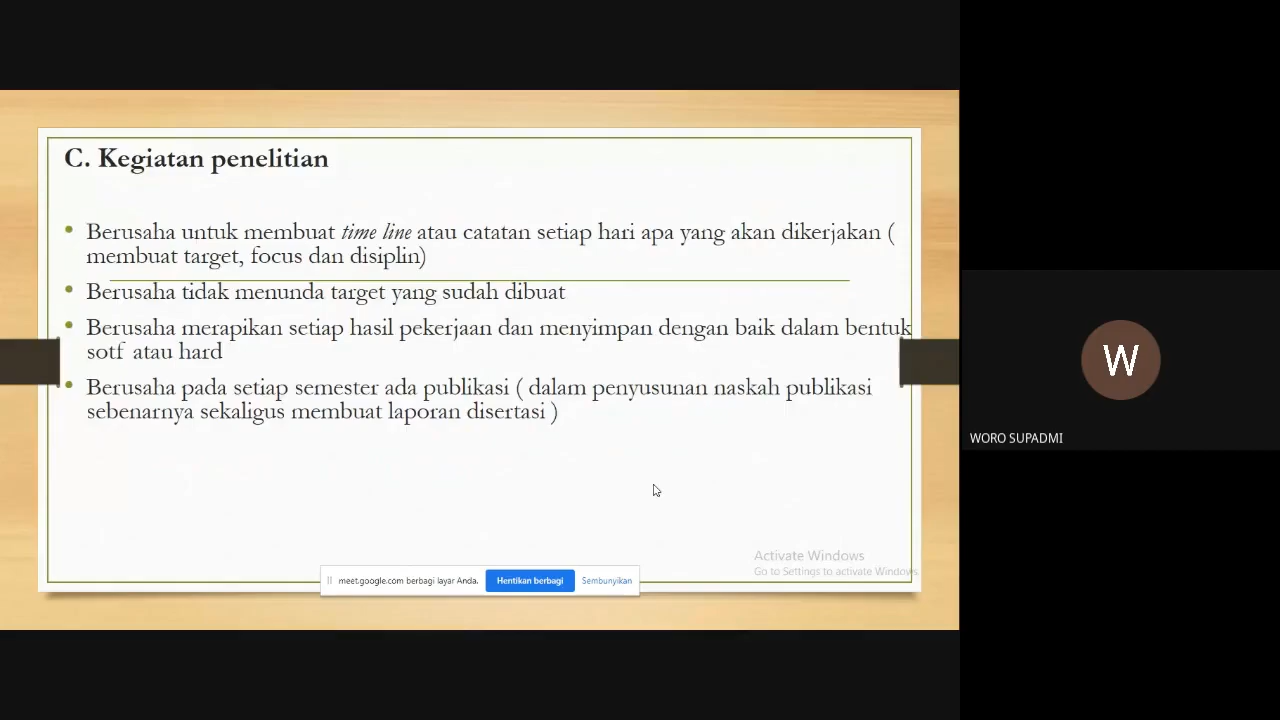 C. Kegiatan penelitian
• Berusaha untuk membuat time line atau catatan setiap hari apa yang akan dikerjakan (
membuat target, focus dan disiplin)
• Berusaha tidak menunda target yang sudah dibuat
• Berusaha merapikan setiap hasil pekerjaan dan menyimpan dengan baik dalam bentuk
sotf atau hard
• Berusaha pada setiap semester ada publikasi ( dalam penyusunan naskah publikasi
sebenarnya sekaligus membuat laporan disertasi )
W
WORO SUPADMI
Activate Windows
Go to Settings to activate Windows.
meet.google.com berbagi layar Anda. Hentikan berbagi Sembunyikan